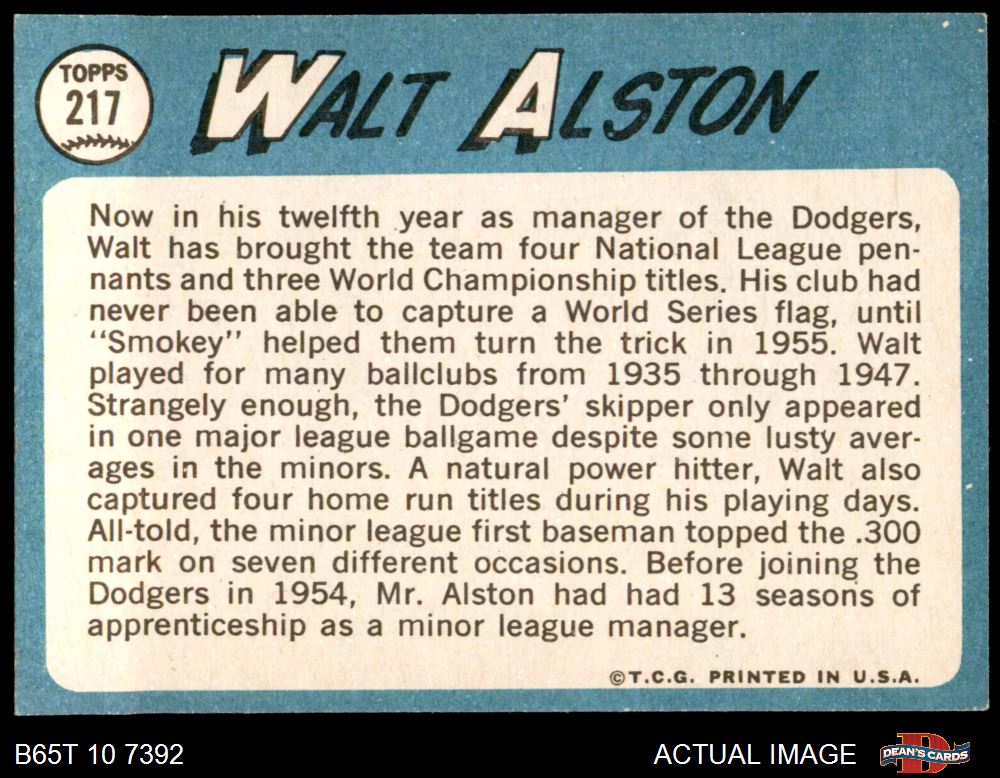 TOPPS
217
WALT ALSTON
Now in his twelfth year as manager of the Dodgers,
Walt has brought the team four National League pen-
nants and three World Championship titles. His club had
never been able to capture a World Series flag, until
"Smokey" helped them turn the trick in 1955. Walt
played for many ballclubs from 1935 through 1947.
Strangely enough, the Dodgers' skipper only appeared
in one major league ballgame despite some lusty aver-
ages in the minors. A natural power hitter, Walt also
captured four home run titles during his playing days.
All-told, the minor league first baseman topped the .300
mark on seven different occasions. Before joining the
Dodgers in 1954, Mr. Alston had had 13 seasons of
apprenticeship as a minor league manager.
©T.C.G. PRINTED IN U.S.A.
B65T 10 7392
ACTUAL IMAGE
D
DEAN'S CARDS